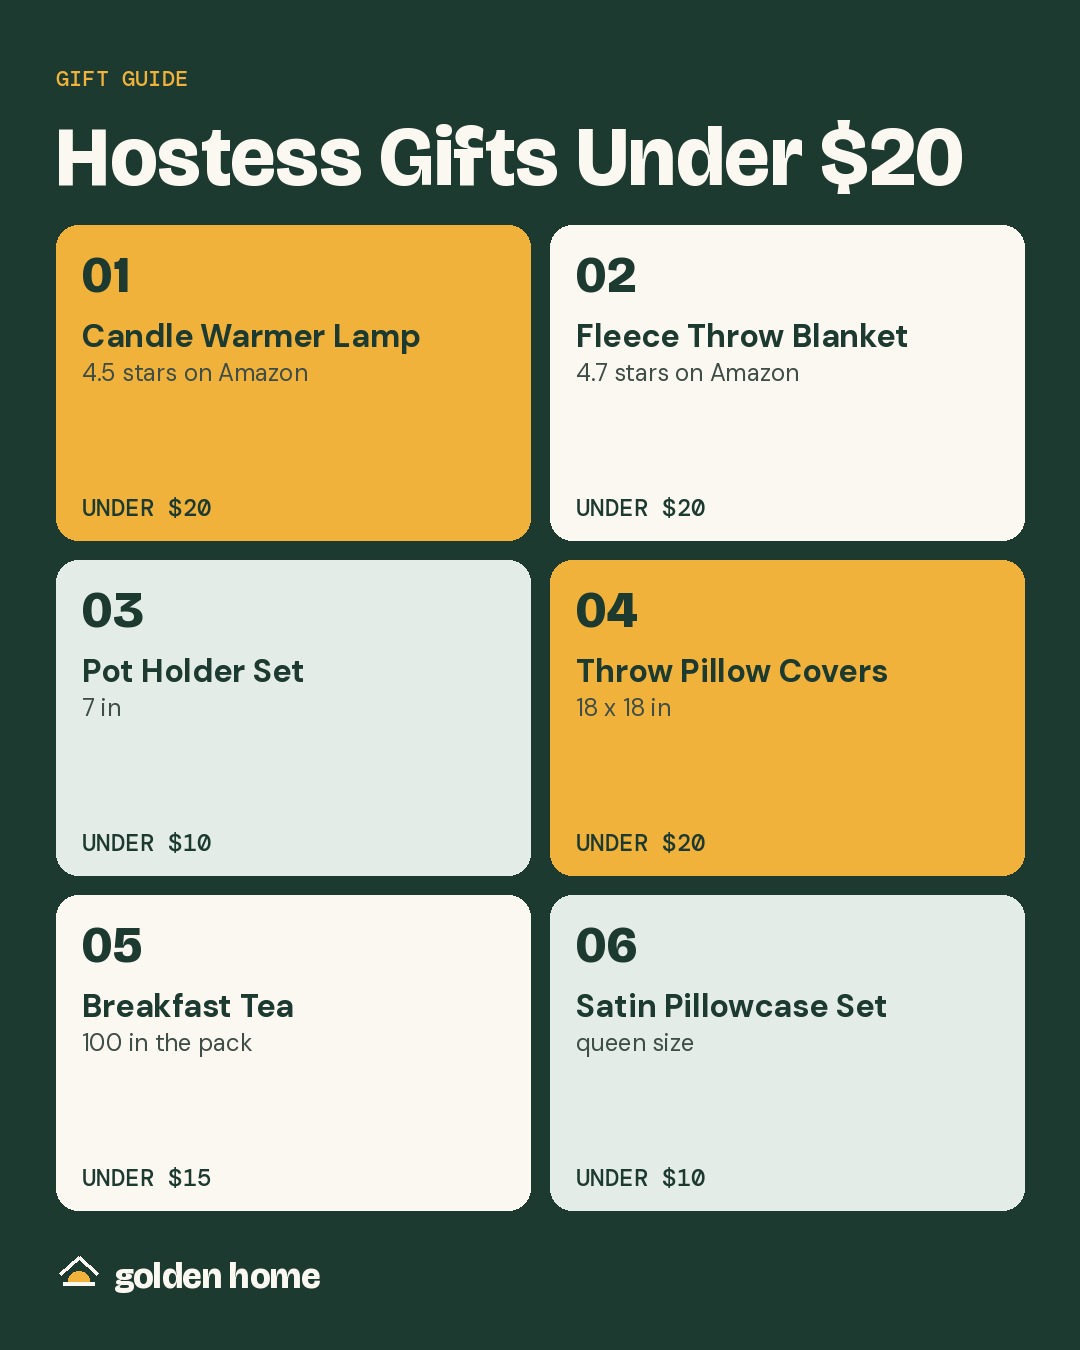 GIFT GUIDE
Hostess Gifts Under $20
01
Candle Warmer Lamp
4.5 stars on Amazon
UNDER $20
02
Fleece Throw Blanket
4.7 stars on Amazon
UNDER $20
03
Pot Holder Set
7 in
UNDER $10
04
Throw Pillow Covers
18 x 18 in
UNDER $20
05
Breakfast Tea
100 in the pack
UNDER $15
06
Satin Pillowcase Set
queen size
UNDER $10
golden home